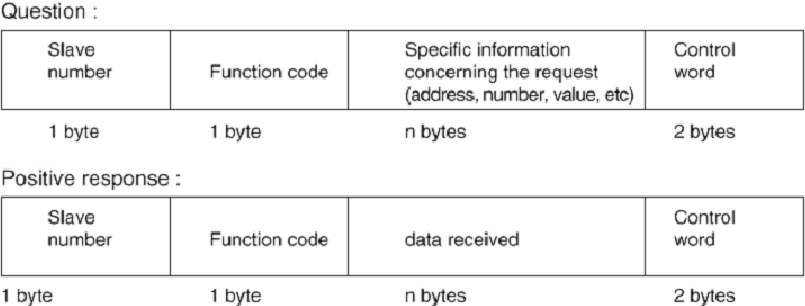 Question :
Slave number
Function code
Specific information concerning the request (address, number, value, etc)
Control word
1 byte
1 byte
n bytes
2 bytes
Positive response :
Slave number
Function code
data received
Control word
1 byte
1 byte
n bytes
2 bytes